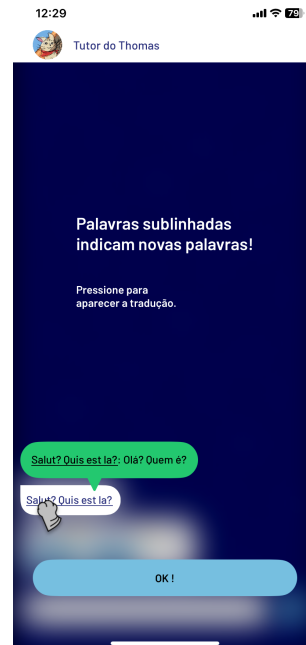 12:29
79
Tutor do Thomas
Palavras sublinhadas
indicam novas palavras!
Pressione para
aparecer a tradução.
Salut? Quis est la?: Olá? Quem é?
Salut? Quis est la?
OK !